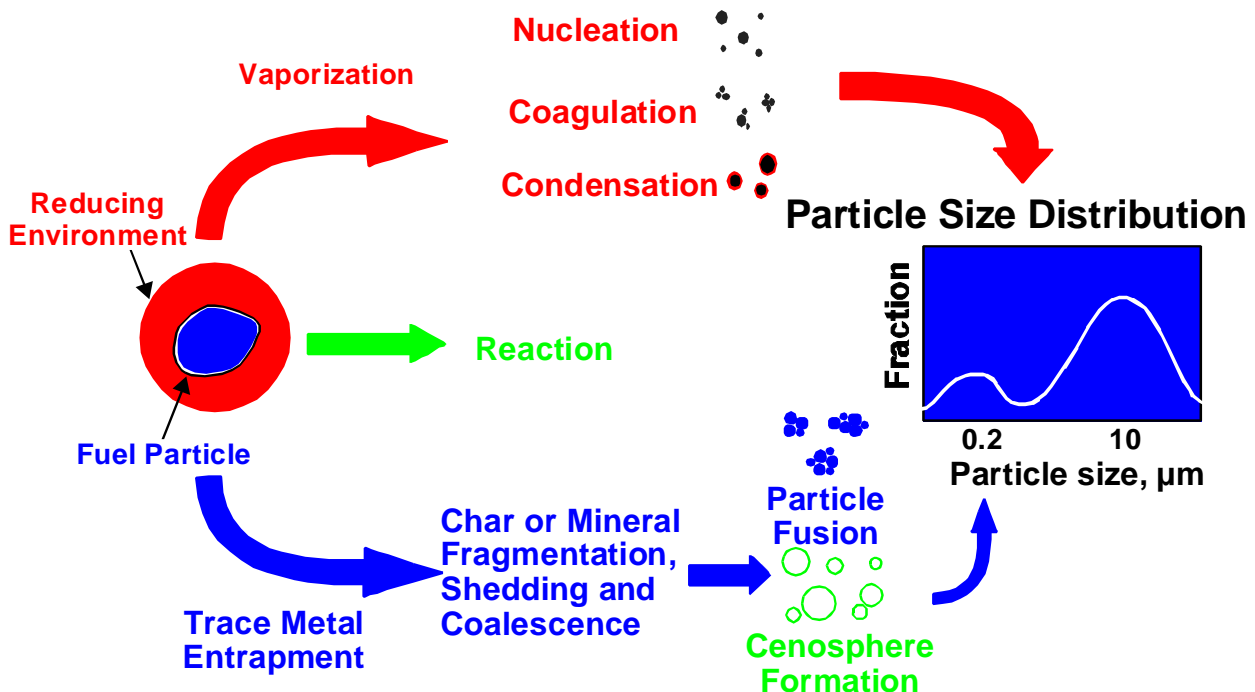 Nucleation
Vaporization
Coagulation
Condensation
Reducing
Environment
Particle Size Distribution
Fraction
Reaction
0.2
10
Particle size, µm
Fuel Particle
Particle
Fusion
Char or Mineral
Fragmentation,
Shedding and
Coalescence
Trace Metal
Entrapment
Cenosphere
Formation